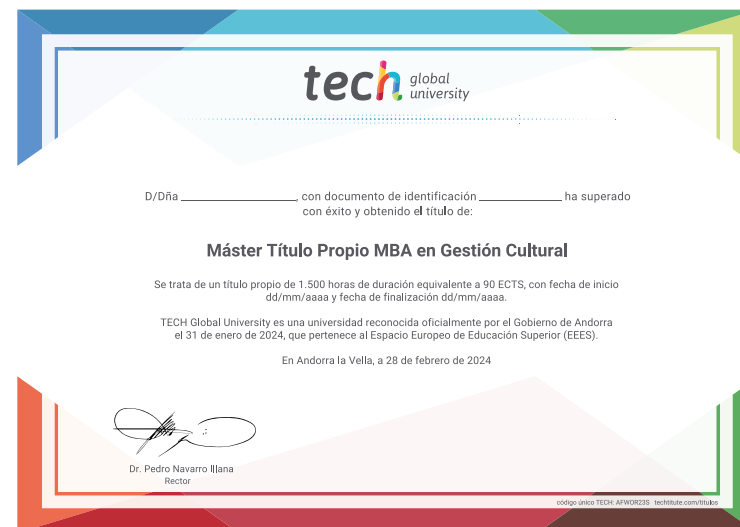 tech global university
D/Dña ______________, con documento de identificación __________ ha superado
con éxito y obtenido el título de:
Máster Título Propio MBA en Gestión Cultural
Se trata de un título propio de 1.500 horas de duración equivalente a 90 ECTS, con fecha de inicio
dd/mm/aaaa y fecha de finalización dd/mm/aaaa.
TECH Global University es una universidad reconocida oficialmente por el Gobierno de Andorra
el 31 de enero de 2024, que pertenece al Espacio Europeo de Educación Superior (EEES).
En Andorra la Vella, a 28 de febrero de 2024
Dr. Pedro Navarro Illana
Rector
código único TECH: AFWOR23S techtitute.com/titulos